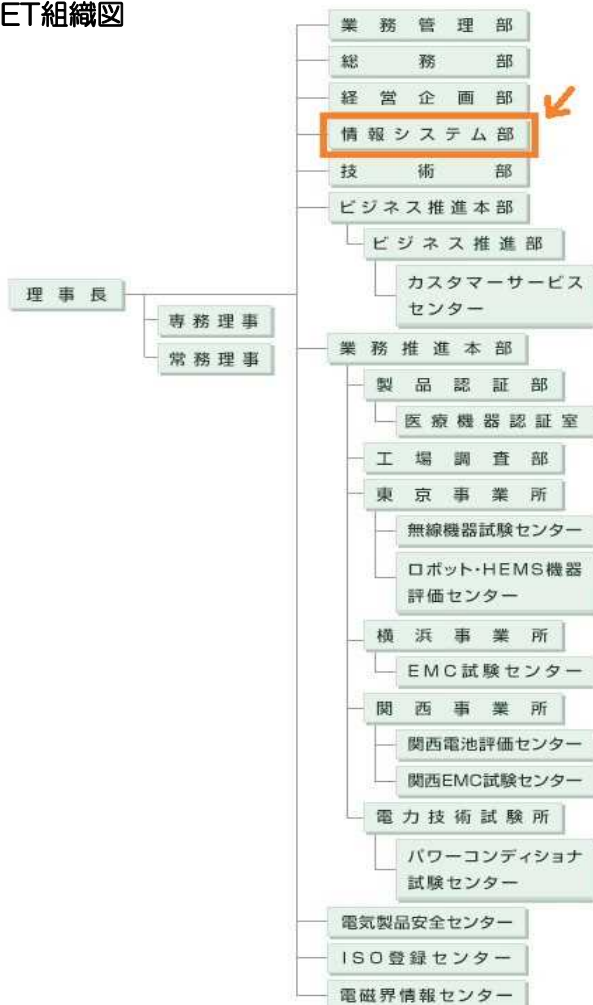 ET組織図
業務管理部
総務部
経営企画部
情報システム部
技術部
ビジネス推進本部
ビジネス推進部
カスタマーサービス
センター
理事長
専務理事
常務理事
業務推進本部
製品認証部
医療機器認証室
工場調査部
東京事業所
無線機器試験センター
ロボット・HEMS機器
評価センター
横浜事業所
EMC試験センター
関西事業所
関西電池評価センター
関西EMC試験センター
電力技術試験所
パワーコンディショナ
試験センター
電気製品安全センター
ISO登録センター
電磁界情報センター